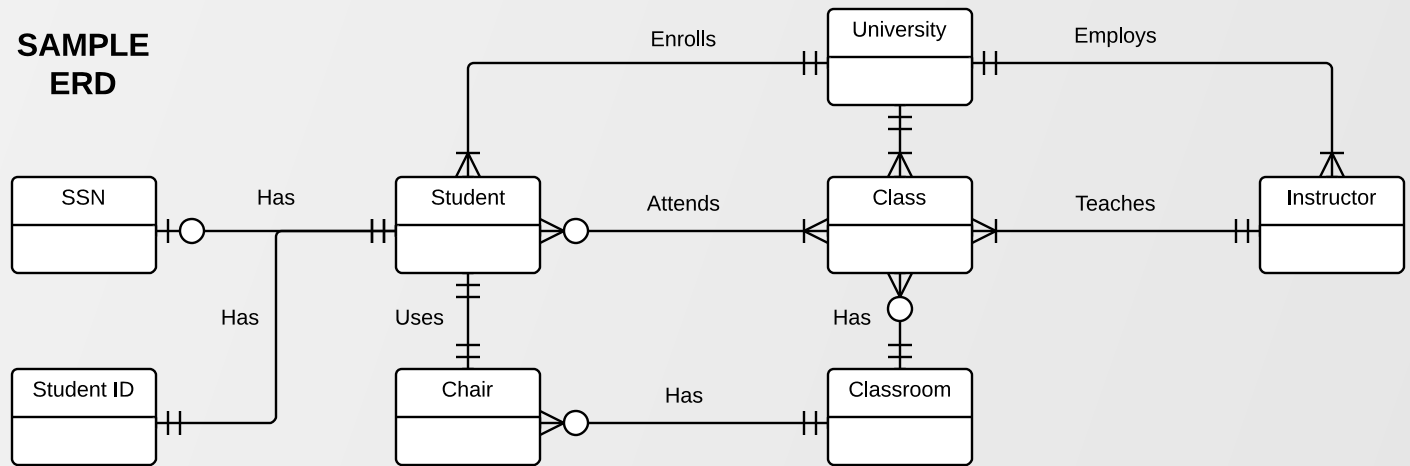 SAMPLE
ERD
University
Enrolls
Employs
SSN
Has
Student
Attends
Class
Teaches
Instructor
Has
Uses
Has
Student ID
Chair
Has
Classroom